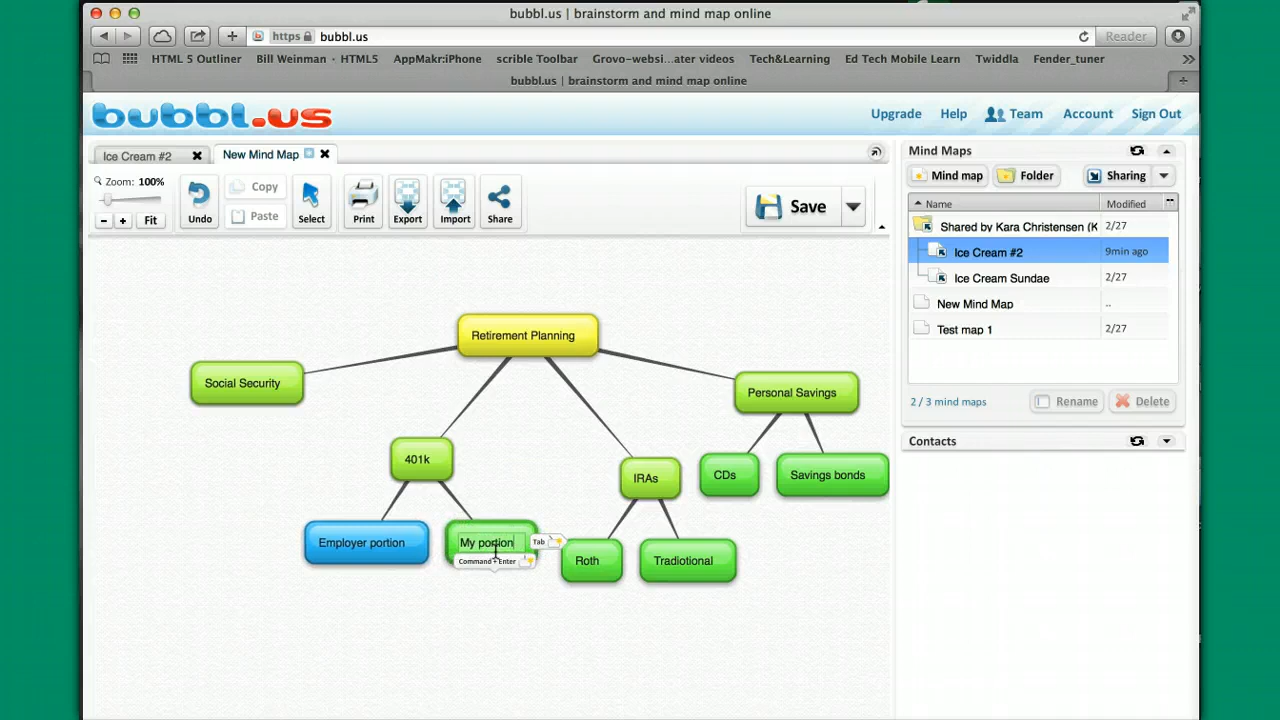 bubbl.us | brainstorm and mind map online
https bubbl.us
Reader
HTML 5 Outliner Bill Weinman - HTML5 AppMakr:iPhone scrible Toolbar Grovo-websi...ater videos Tech&Learning Ed Tech Mobile Learn Twiddla Fender_tuner
bubbl.us | brainstorm and mind map online
bubbl.us
Upgrade Help Team Account Sign Out
Ice Cream #2
New Mind Map
Zoom: 100%
Fit
Undo
Copy
Paste
Select
Print
Export
Import
Share
Save
Mind Maps
Mind map Folder Sharing
Name Modified
Shared by Kara Christensen (K 2/27
Ice Cream #2 9min ago
Ice Cream Sundae 2/27
New Mind Map ..
Test map 1 2/27
2 / 3 mind maps Rename Delete
Contacts
Retirement Planning
Social Security
Personal Savings
401k
IRAs
CDs
Savings bonds
Employer portion
My portion
Tab
Command+Enter
Roth
Tradiotional